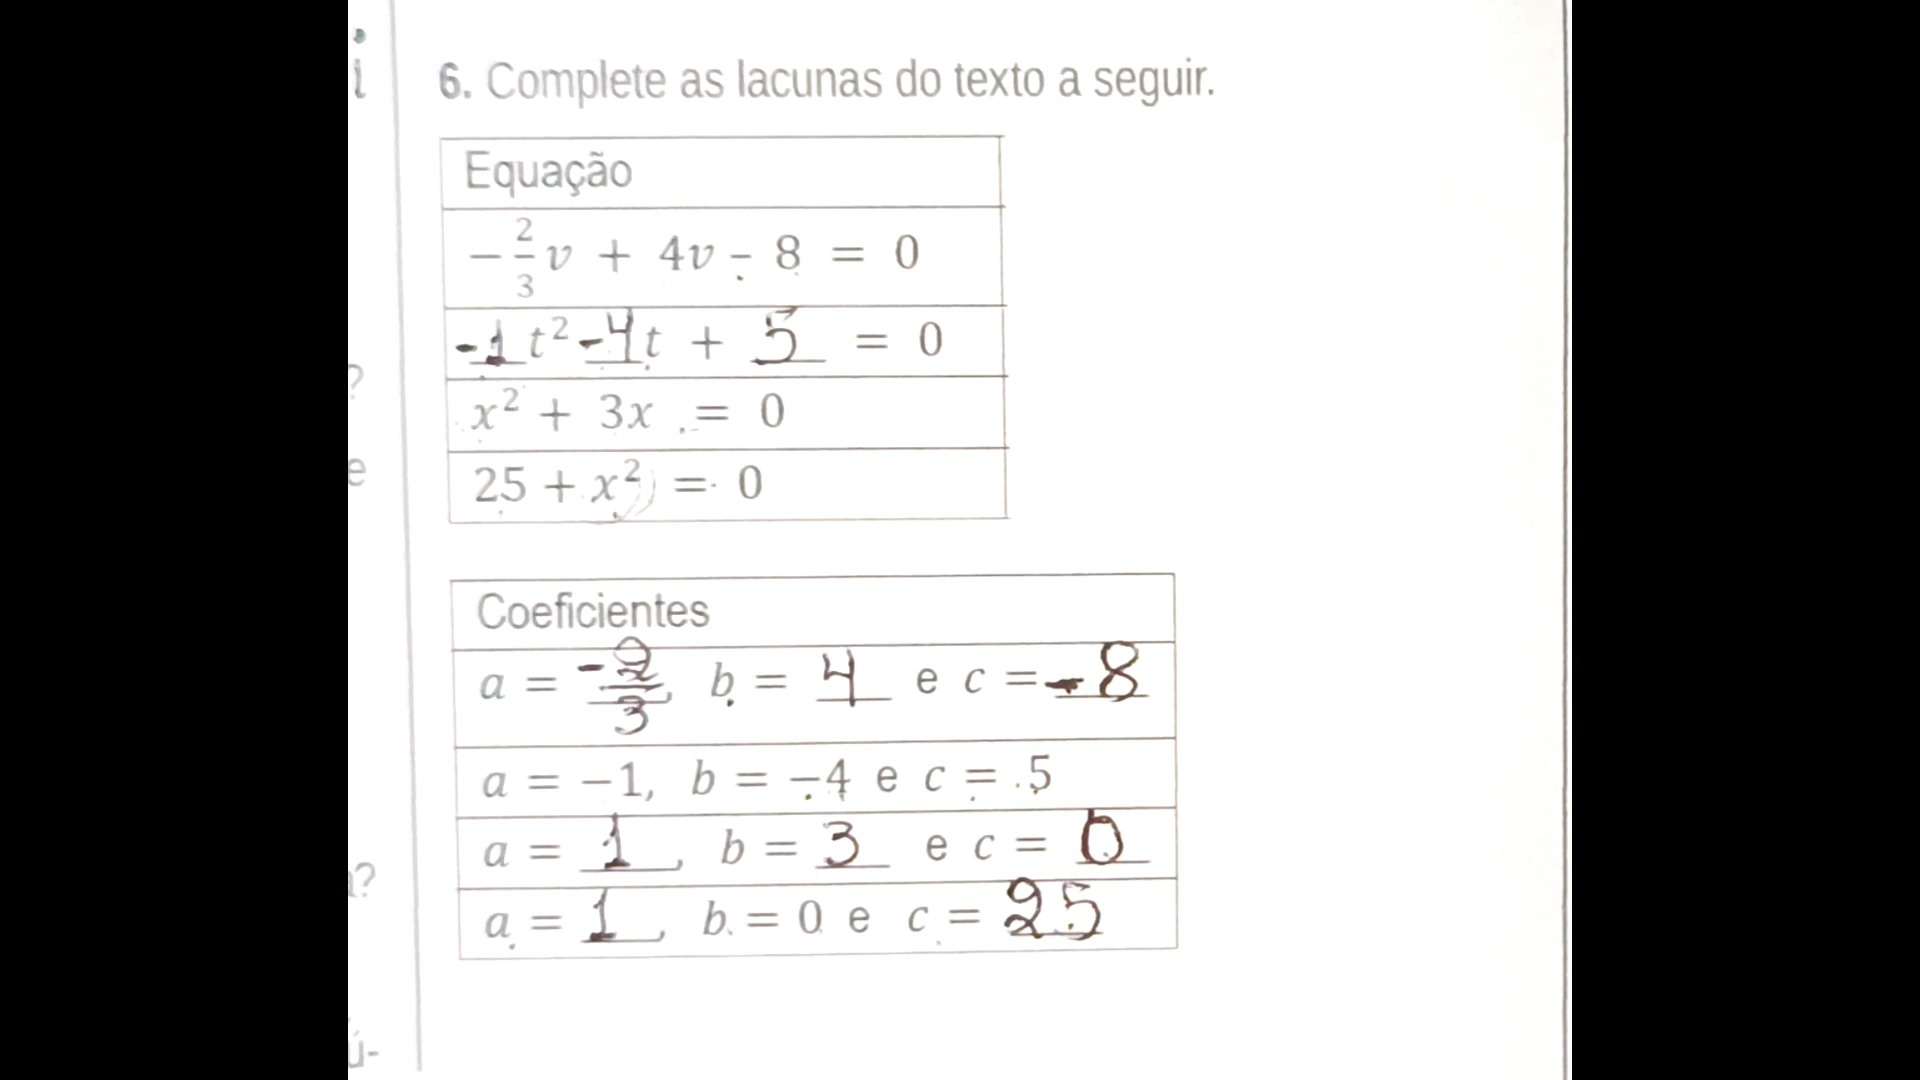 i
6. Complete as lacunas do texto a seguir.
Equação
−2/3v + 4v − 8 = 0
-1t² -4t + 5 = 0
x² + 3x = 0
25 + x² = 0
Coeficientes
a = -2/3, b = 4 e c = -8
a = −1, b = −4 e c = 5
a = 1, b = 3 e c = 0
a = 1, b = 0 e c = 25
?
e
?
ú-